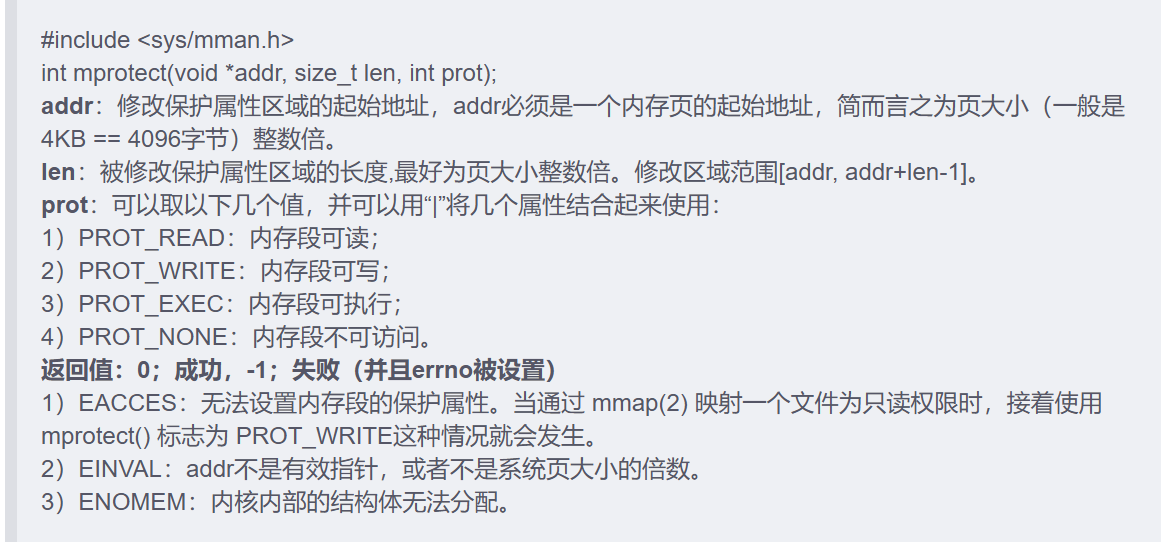 #include <sys/mman.h>
int mprotect(void *addr, size_t len, int prot);
addr：修改保护属性区域的起始地址，addr必须是一个内存页的起始地址，简而言之为页大小（一般是
4KB == 4096字节）整数倍。
len：被修改保护属性区域的长度,最好为页大小整数倍。修改区域范围[addr, addr+len-1]。
prot：可以取以下几个值，并可以用“|”将几个属性结合起来使用：
1）PROT_READ：内存段可读；
2）PROT_WRITE：内存段可写；
3）PROT_EXEC：内存段可执行；
4）PROT_NONE：内存段不可访问。
返回值：0；成功，-1；失败（并且errno被设置）
1）EACCES：无法设置内存段的保护属性。当通过 mmap(2) 映射一个文件为只读权限时，接着使用
mprotect() 标志为 PROT_WRITE这种情况就会发生。
2）EINVAL：addr不是有效指针，或者不是系统页大小的倍数。
3）ENOMEM：内核内部的结构体无法分配。